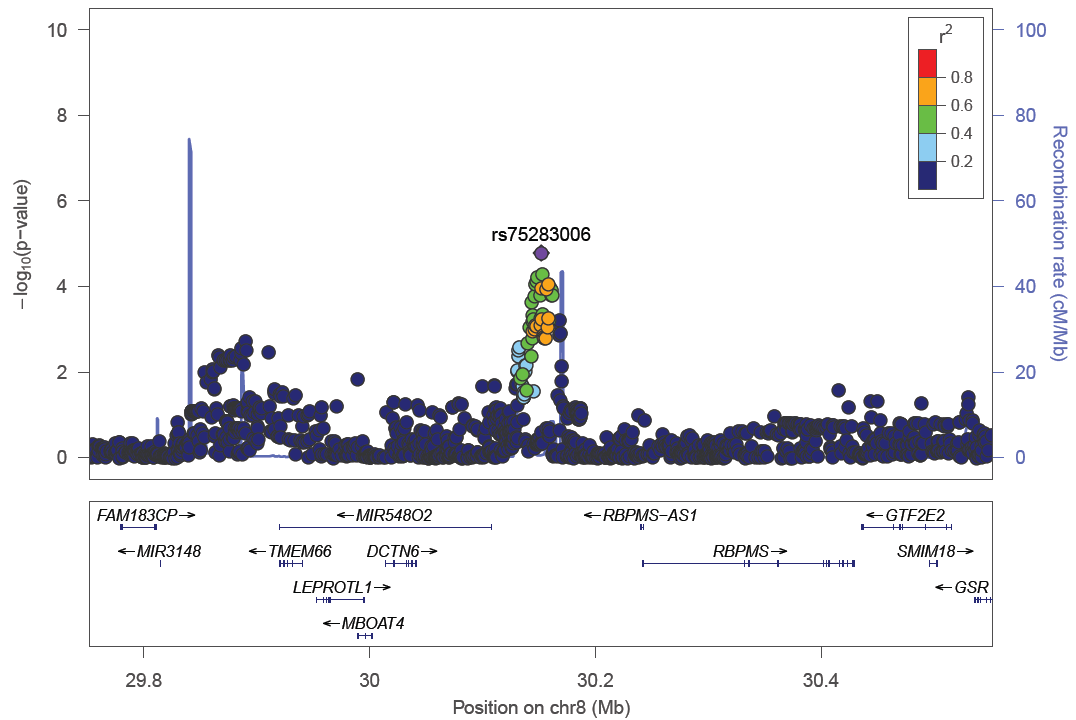 10
8
6
4
2
0
−log10(p−value)
100
80
60
40
20
0
Recombination rate (cM/Mb)
r2
0.8
0.6
0.4
0.2
rs75283006
FAM183CP→
←MIR548O2
←RBPMS−AS1
←GTF2E2
←MIR3148
←TMEM66
DCTN6→
RBPMS→
SMIM18→
LEPROTL1→
←GSR
←MBOAT4
29.8
30
30.2
30.4
Position on chr8 (Mb)